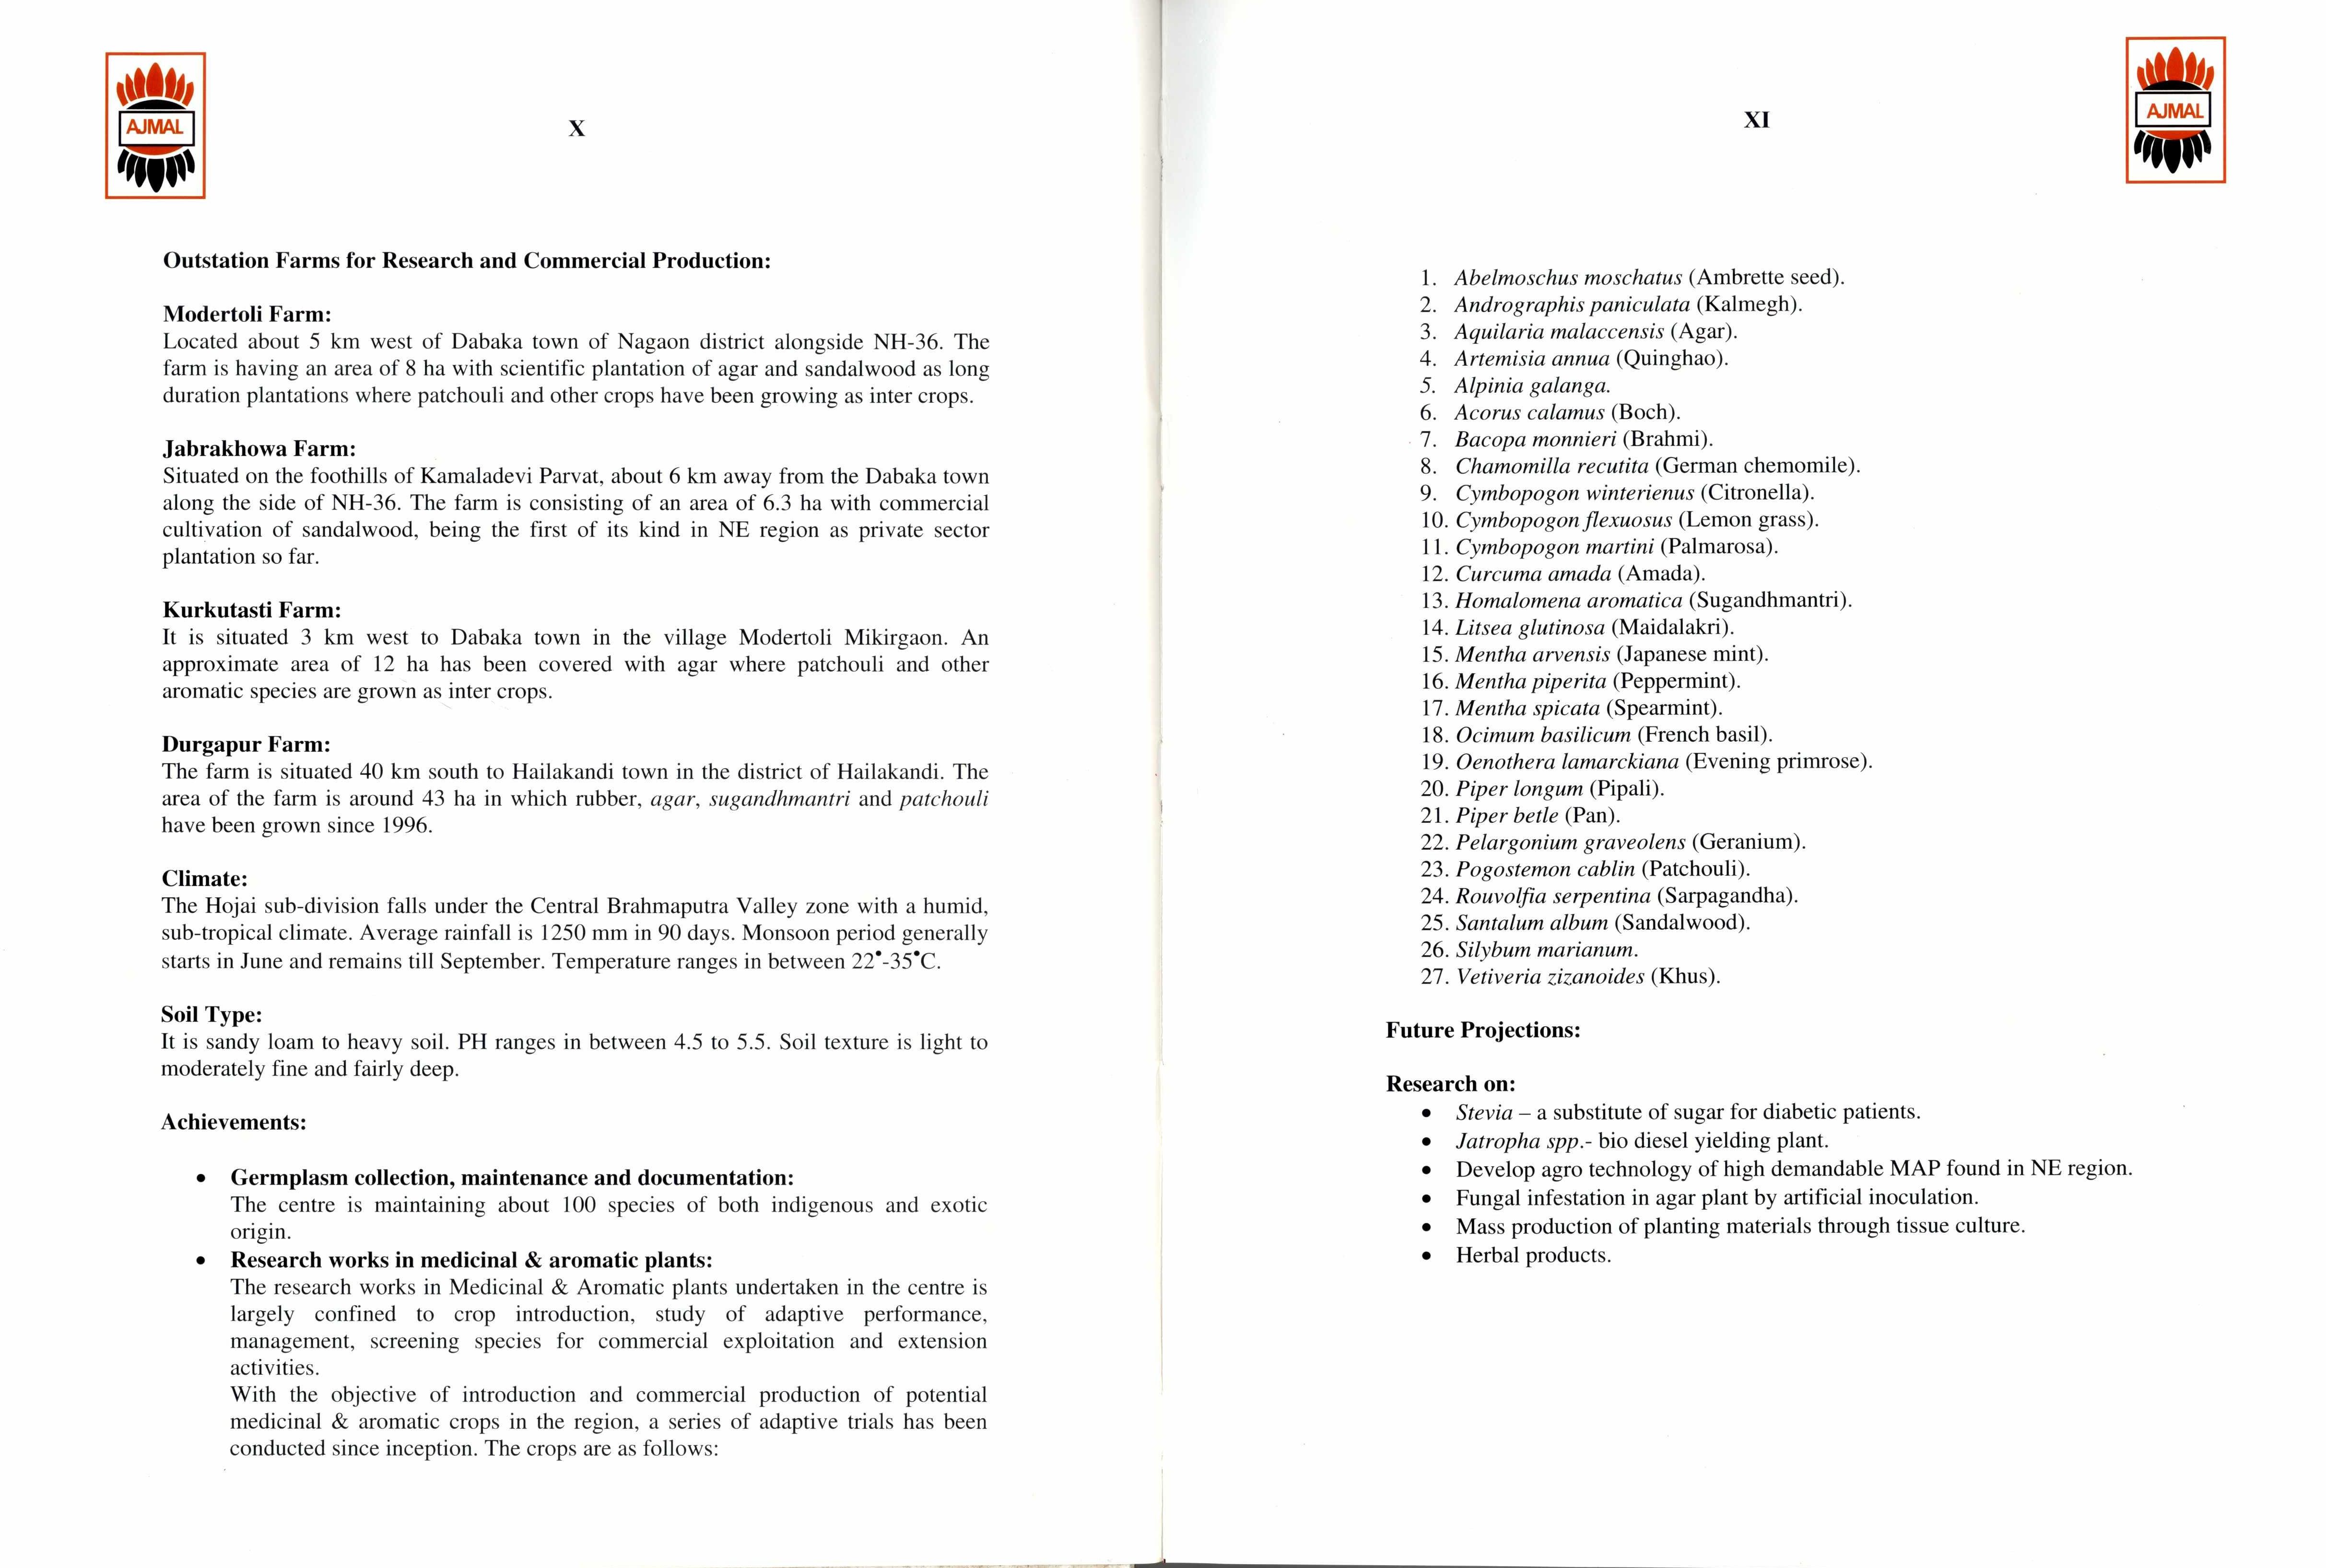 AJMAL
X
Outstation Farms for Research and Commercial Production:
Modertoli Farm:
Located about 5 km west of Dabaka town of Nagaon district alongside NH-36. The
farm is having an area of 8 ha with scientific plantation of agar and sandalwood as long
duration plantations where patchouli and other crops have been growing as inter crops.
Jabrakhowa Farm:
Situated on the foothills of Kamaladevi Parvat, about 6 km away from the Dabaka town
along the side of NH-36. The farm is consisting of an area of 6.3 ha with commercial
cultivation of sandalwood, being the first of its kind in NE region as private sector
plantation so far.
Kurkutasti Farm:
It is situated 3 km west to Dabaka town in the village Modertoli Mikirgaon. An
approximate area of 12 ha has been covered with agar where patchouli and other
aromatic species are grown as inter crops.
Durgapur Farm:
The farm is situated 40 km south to Hailakandi town in the district of Hailakandi. The
area of the farm is around 43 ha in which rubber, agar, sugandhmantri and patchouli
have been grown since 1996.
Climate:
The Hojai sub-division falls under the Central Brahmaputra Valley zone with a humid,
sub-tropical climate. Average rainfall is 1250 mm in 90 days. Monsoon period generally
starts in June and remains till September. Temperature ranges in between 22•-35•C.
Soil Type:
It is sandy loam to heavy soil. PH ranges in between 4.5 to 5.5. Soil texture is light to
moderately fine and fairly deep.
Achievements:
• Germplasm collection, maintenance and documentation:
The centre is maintaining about 100 species of both indigenous and exotic
origin.
• Research works in medicinal & aromatic plants:
The research works in Medicinal & Aromatic plants undertaken in the centre is
largely confined to crop introduction, study of adaptive performance,
management, screening species for commercial exploitation and extension
activities.
With the objective of introduction and commercial production of potential
medicinal & aromatic crops in the region, a series of adaptive trials has been
conducted since inception. The crops are as follows:
XI
AJMAL
1. Abelmoschus moschatus (Ambrette seed).
2. Andrographis paniculata (Kalmegh).
3. Aquilaria malaccensis (Agar).
4. Artemisia annua (Quinghao).
5. Alpinia galanga.
6. Acorus calamus (Boch).
7. Bacopa monnieri (Brahmi).
8. Chamomilla recutita (German chemomile).
9. Cymbopogon winterienus (Citronella).
10. Cymbopogon flexuosus (Lemon grass).
11. Cymbopogon martini (Palmarosa).
12. Curcuma amada (Amada).
13. Homalomena aromatica (Sugandhmantri).
14. Litsea glutinosa (Maidalakri).
15. Mentha arvensis (Japanese mint).
16. Mentha piperita (Peppermint).
17. Mentha spicata (Spearmint).
18. Ocimum basilicum (French basil).
19. Oenothera lamarckiana (Evening primrose).
20. Piper longum (Pipali).
21. Piper betle (Pan).
22. Pelargonium graveolens (Geranium).
23. Pogostemon cablin (Patchouli).
24. Rouvolfia serpentina (Sarpagandha).
25. Santalum album (Sandalwood).
26. Silybum marianum.
27. Vetiveria zizanoides (Khus).
Future Projections:
Research on:
• Stevia – a substitute of sugar for diabetic patients.
• Jatropha spp.- bio diesel yielding plant.
• Develop agro technology of high demandable MAP found in NE region.
• Fungal infestation in agar plant by artificial inoculation.
• Mass production of planting materials through tissue culture.
• Herbal products.